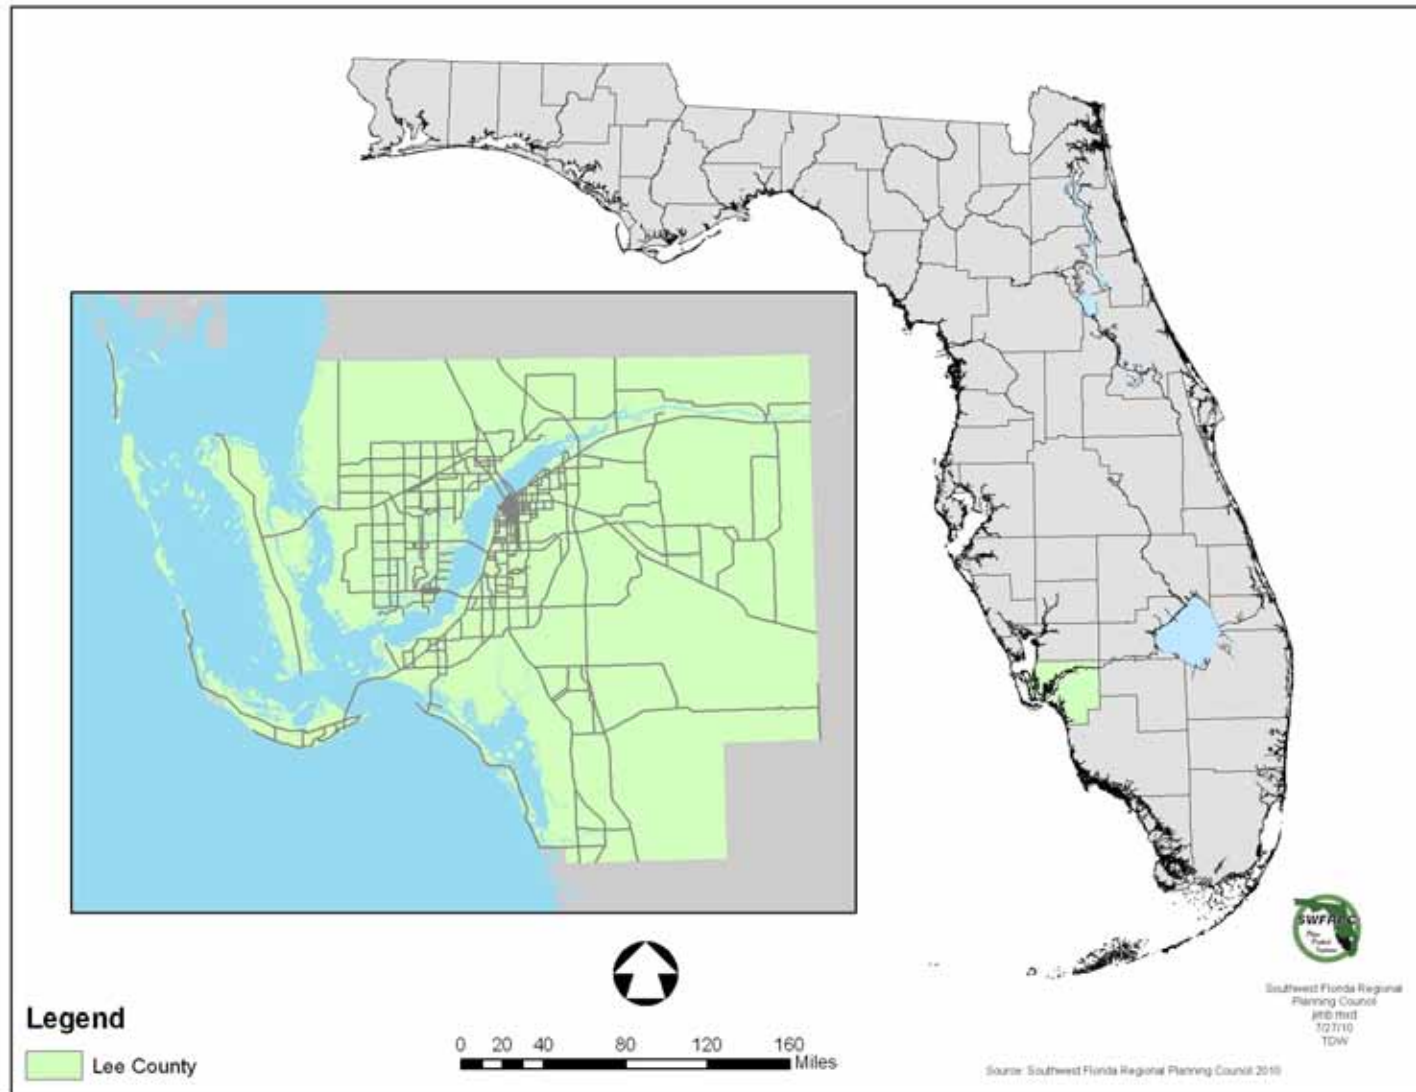 Legend
Lee County
0 20 40 80 120 160
Miles
SWFRPC
Southwest Florida Regional
Planning Council
7/27/10
TDW
Source: Southwest Florida Regional Planning Council 2010